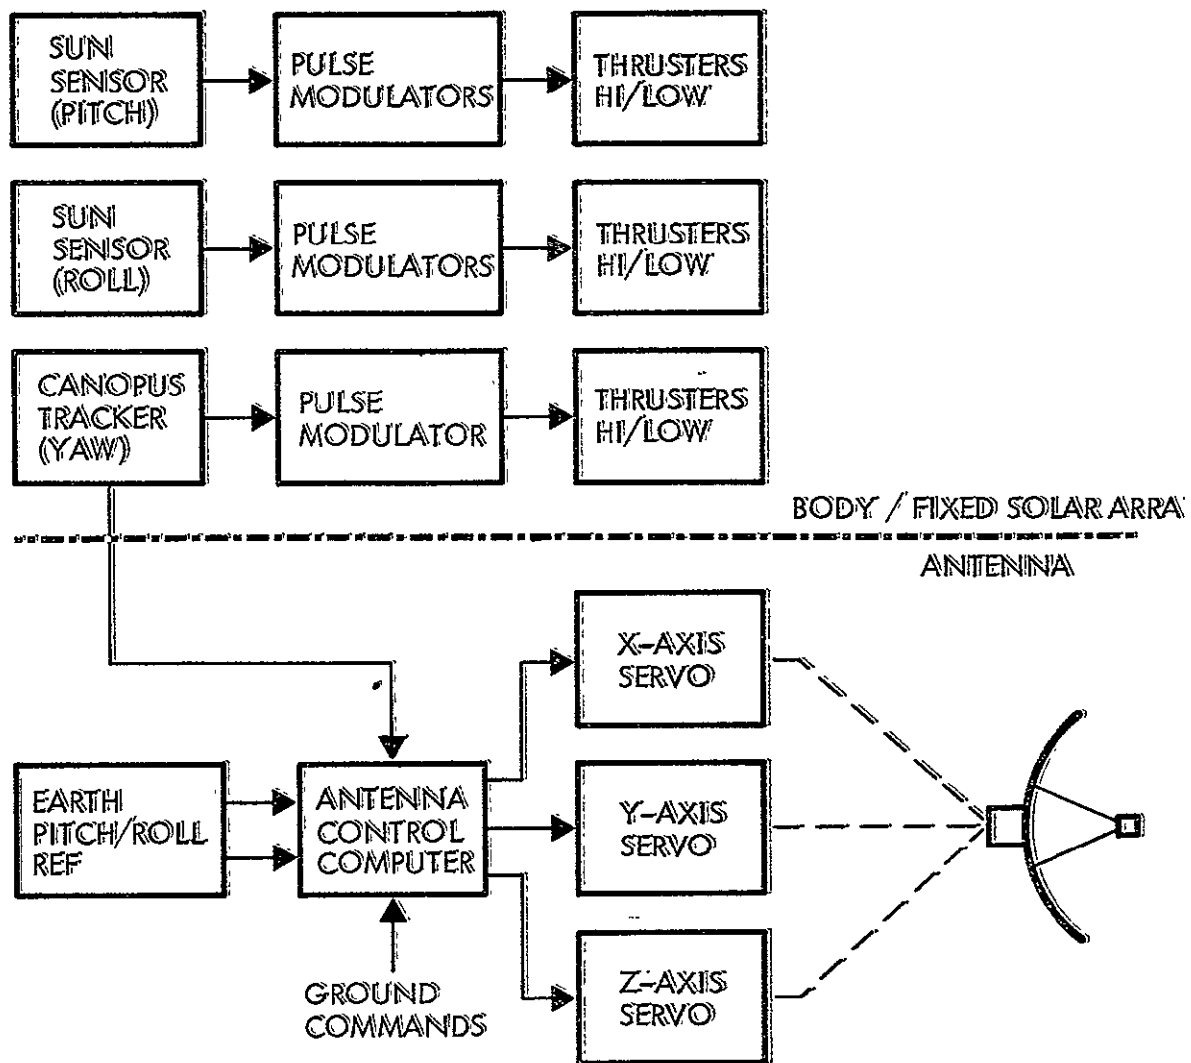 SUN
SENSOR
(PITCH)
PULSE
MODULATORS
THRUSTERS
HI/LOW
SUN
SENSOR
(ROLL)
PULSE
MODULATORS
THRUSTERS
HI/LOW
CANOPUS
TRACKER
(YAW)
PULSE
MODULATOR
THRUSTERS
HI/LOW
BODY / FIXED SOLAR ARRA
ANTENNA
X-AXIS
SERVO
EARTH
PITCH/ROLL
REF
ANTENNA
CONTROL
COMPUTER
Y-AXIS
SERVO
GROUND
COMMANDS
Z-AXIS
SERVO